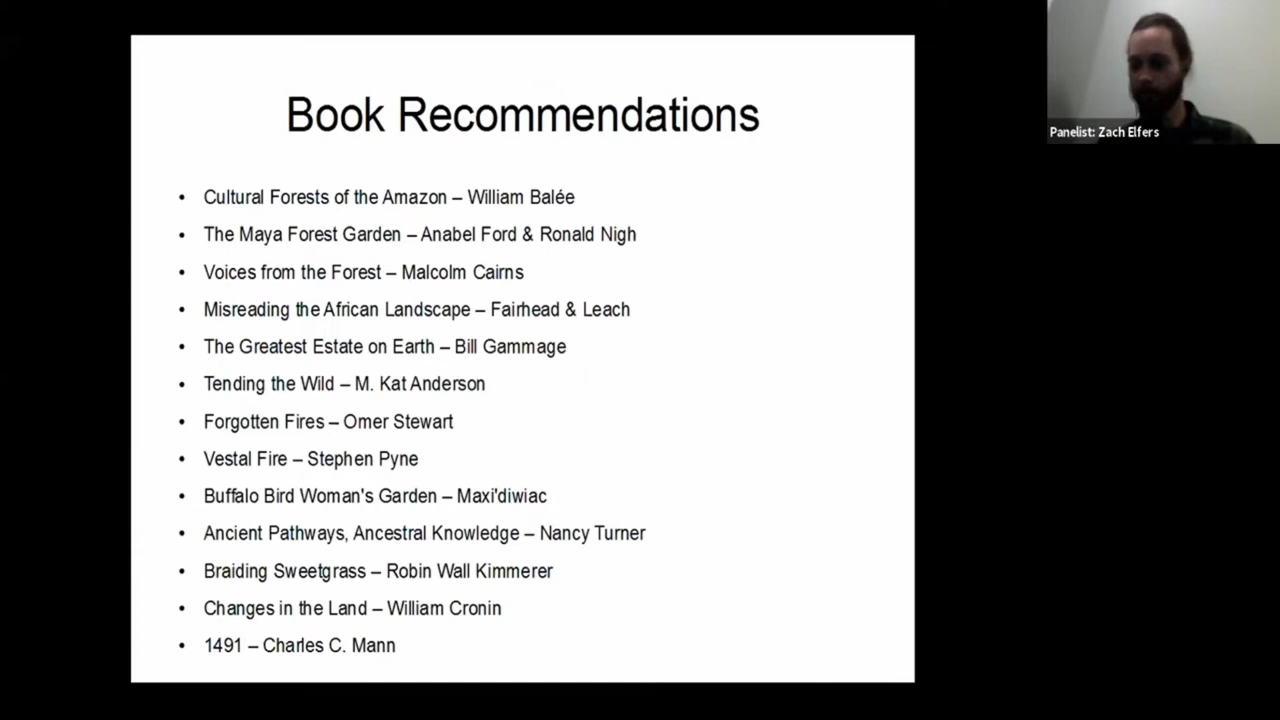 Book Recommendations
• Cultural Forests of the Amazon – William Balée
• The Maya Forest Garden – Anabel Ford & Ronald Nigh
• Voices from the Forest – Malcolm Cairns
• Misreading the African Landscape – Fairhead & Leach
• The Greatest Estate on Earth – Bill Gammage
• Tending the Wild – M. Kat Anderson
• Forgotten Fires – Omer Stewart
• Vestal Fire – Stephen Pyne
• Buffalo Bird Woman's Garden – Maxi'diwiac
• Ancient Pathways, Ancestral Knowledge – Nancy Turner
• Braiding Sweetgrass – Robin Wall Kimmerer
• Changes in the Land – William Cronin
• 1491 – Charles C. Mann
Panelist: Zach Elfers